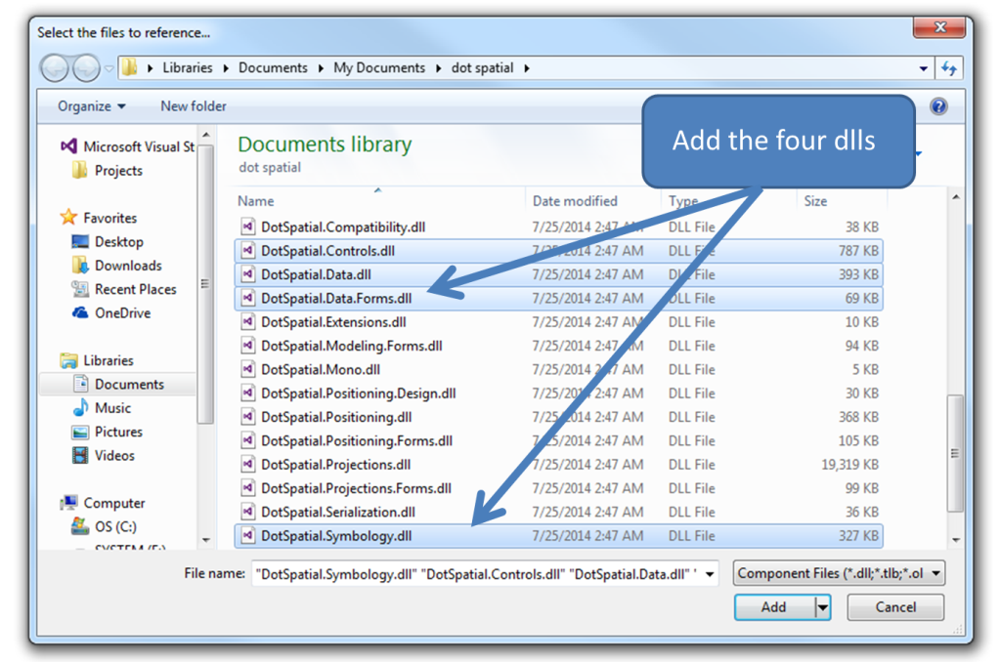 Select the files to reference...
Libraries Documents My Documents dot spatial
Organize New folder
Add the four dlls
Microsoft Visual St
Projects
Favorites
Desktop
Downloads
Recent Places
OneDrive
Libraries
Documents
Music
Pictures
Videos
Computer
OS (C:)
Documents library
dot spatial
Name Date modified Type Size
DotSpatial.Compatibility.dll 7/25/2014 2:47 AM DLL File 38 KB
DotSpatial.Controls.dll 7/25/2014 2:47 AM DLL File 787 KB
DotSpatial.Data.dll 7/25/2014 2:47 AM DLL File 393 KB
DotSpatial.Data.Forms.dll 7/25/2014 2:47 AM DLL File 69 KB
DotSpatial.Extensions.dll 7/25/2014 2:47 AM DLL File 10 KB
DotSpatial.Modeling.Forms.dll 7/25/2014 2:47 AM DLL File 94 KB
DotSpatial.Mono.dll 7/25/2014 2:47 AM DLL File 5 KB
DotSpatial.Positioning.Design.dll 7/25/2014 2:47 AM DLL File 30 KB
DotSpatial.Positioning.dll 7/25/2014 2:47 AM DLL File 368 KB
DotSpatial.Positioning.Forms.dll 7/25/2014 2:47 AM DLL File 105 KB
DotSpatial.Projections.dll 7/25/2014 2:47 AM DLL File 19,319 KB
DotSpatial.Projections.Forms.dll 7/25/2014 2:47 AM DLL File 99 KB
DotSpatial.Serialization.dll 7/25/2014 2:47 AM DLL File 36 KB
DotSpatial.Symbology.dll 7/25/2014 2:47 AM DLL File 327 KB
File name: "DotSpatial.Symbology.dll" "DotSpatial.Controls.dll" "DotSpatial.Data.dll" " Component Files (*.dll;*.tlb;*.ol
Add Cancel